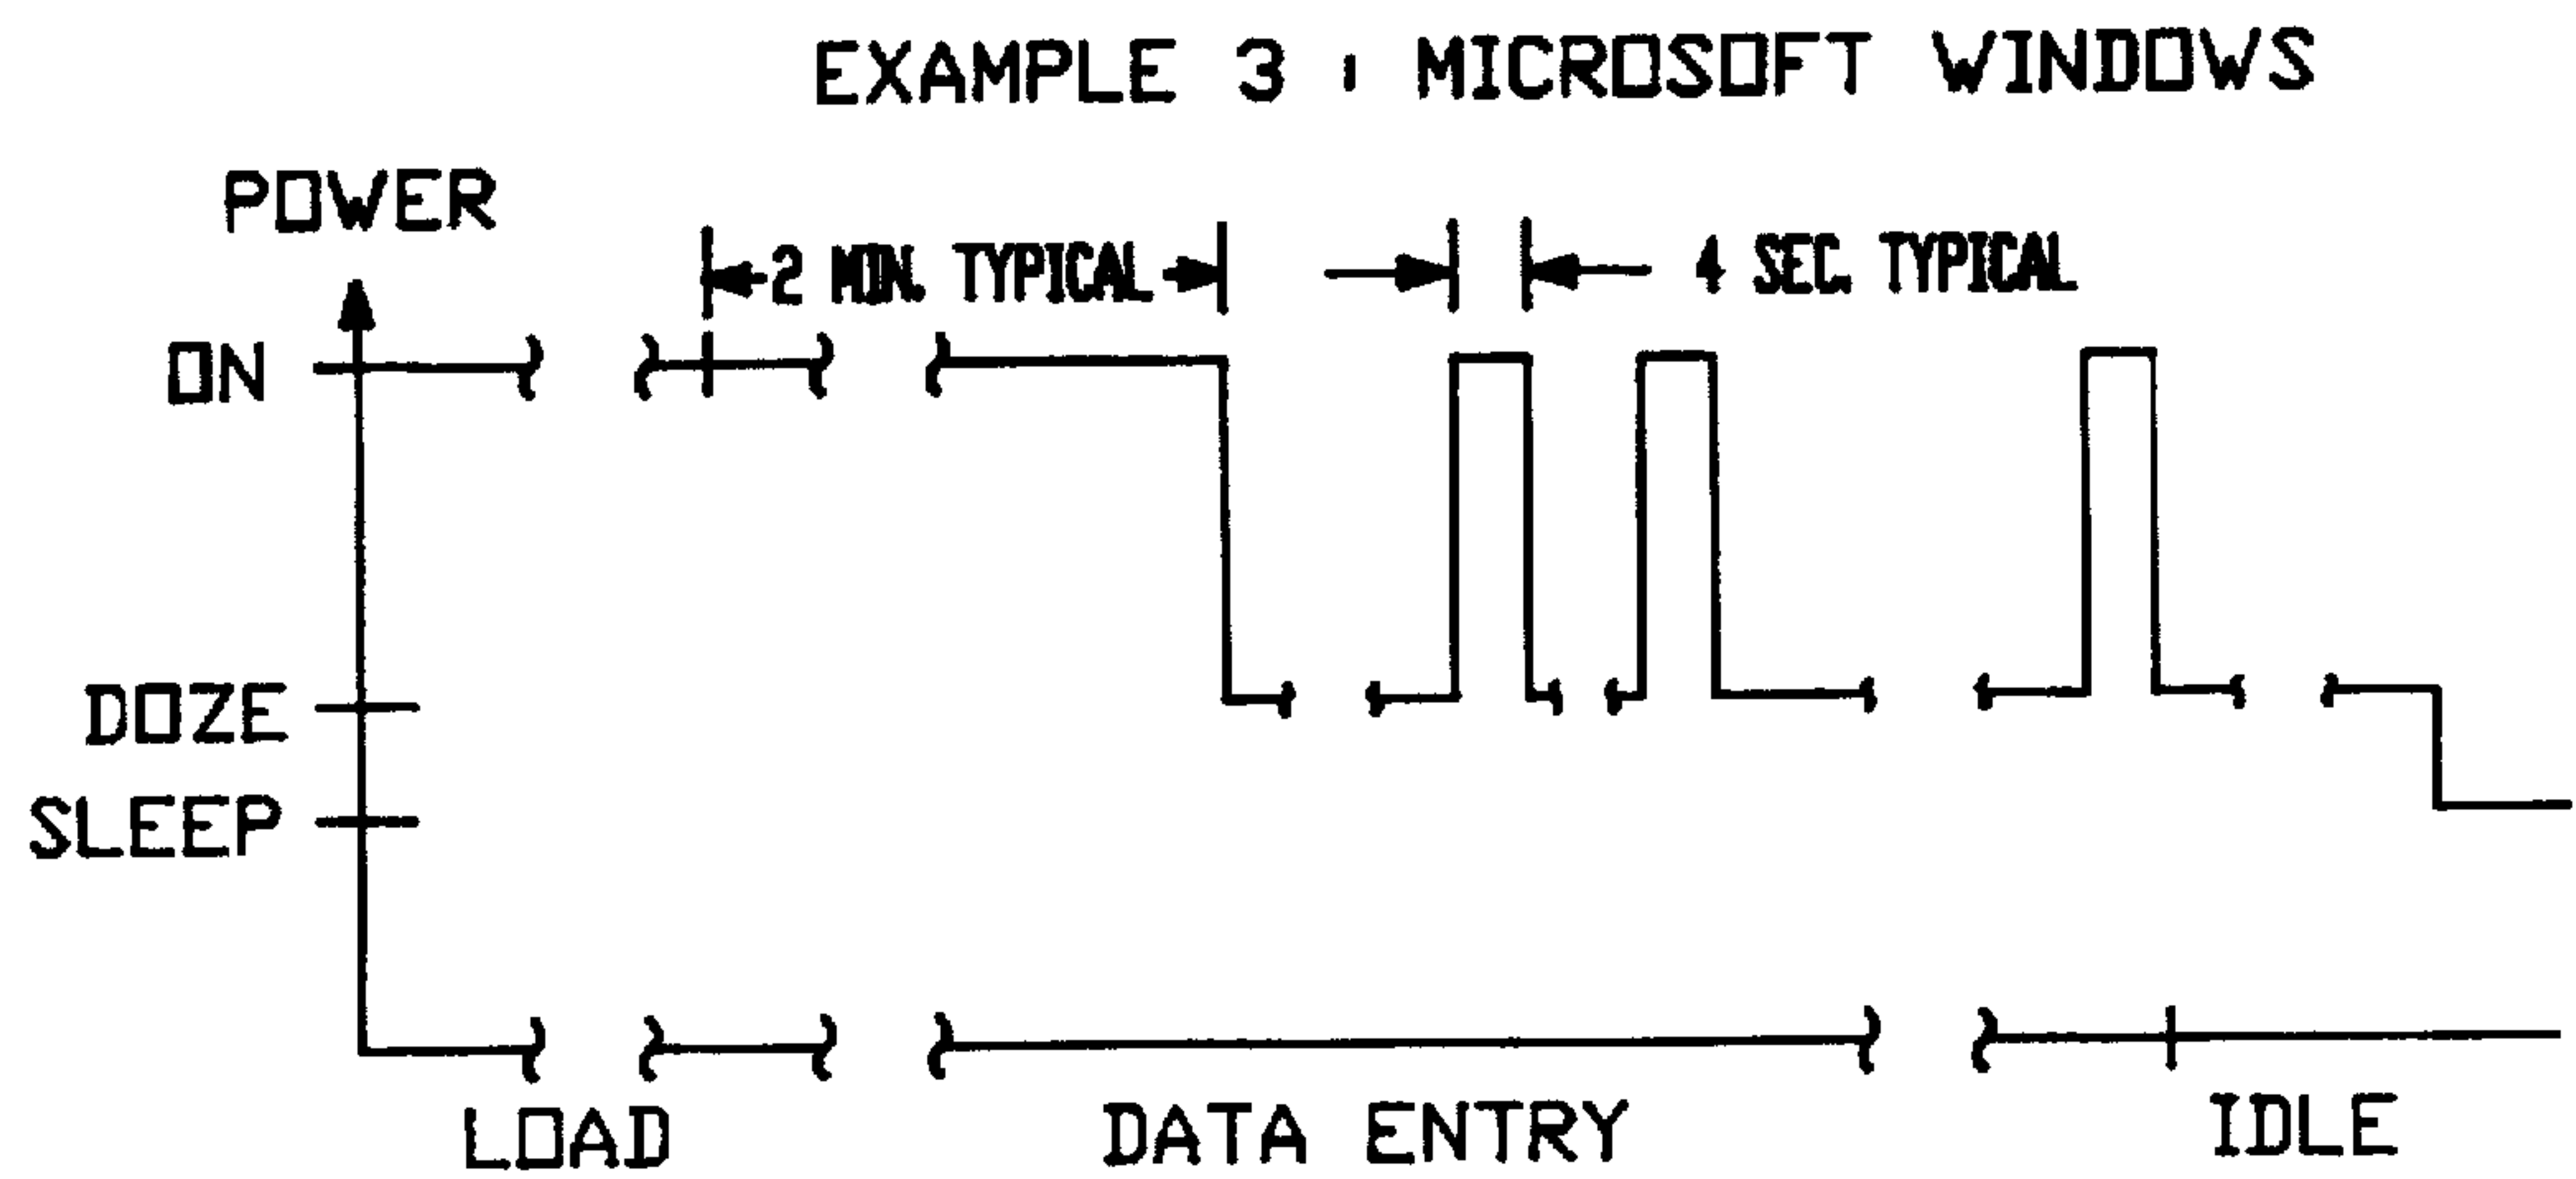 EXAMPLE 3 : MICROSOFT WINDOWS
POWER
2 MIN. TYPICAL
4 SEC. TYPICAL
ON
DOZE
SLEEP
LOAD
DATA ENTRY
IDLE